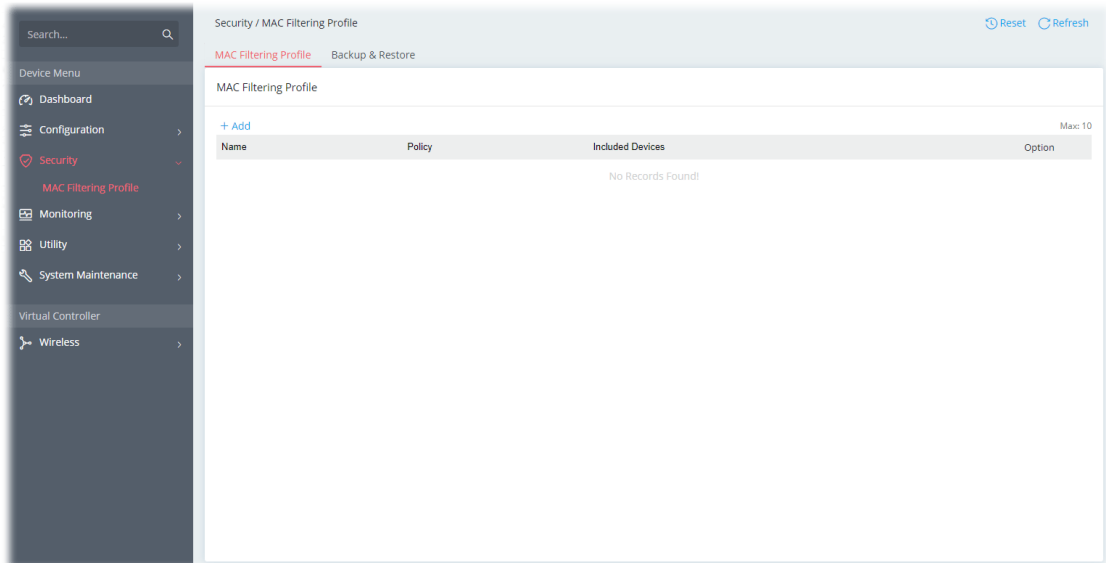 Search...
Device Menu
Dashboard
Configuration
Security
MAC Filtering Profile
Monitoring
Utility
System Maintenance
Virtual Controller
Wireless
Security / MAC Filtering Profile
Reset Refresh
MAC Filtering Profile Backup & Restore
MAC Filtering Profile
+ Add Max: 10
Name Policy Included Devices Option
No Records Found!